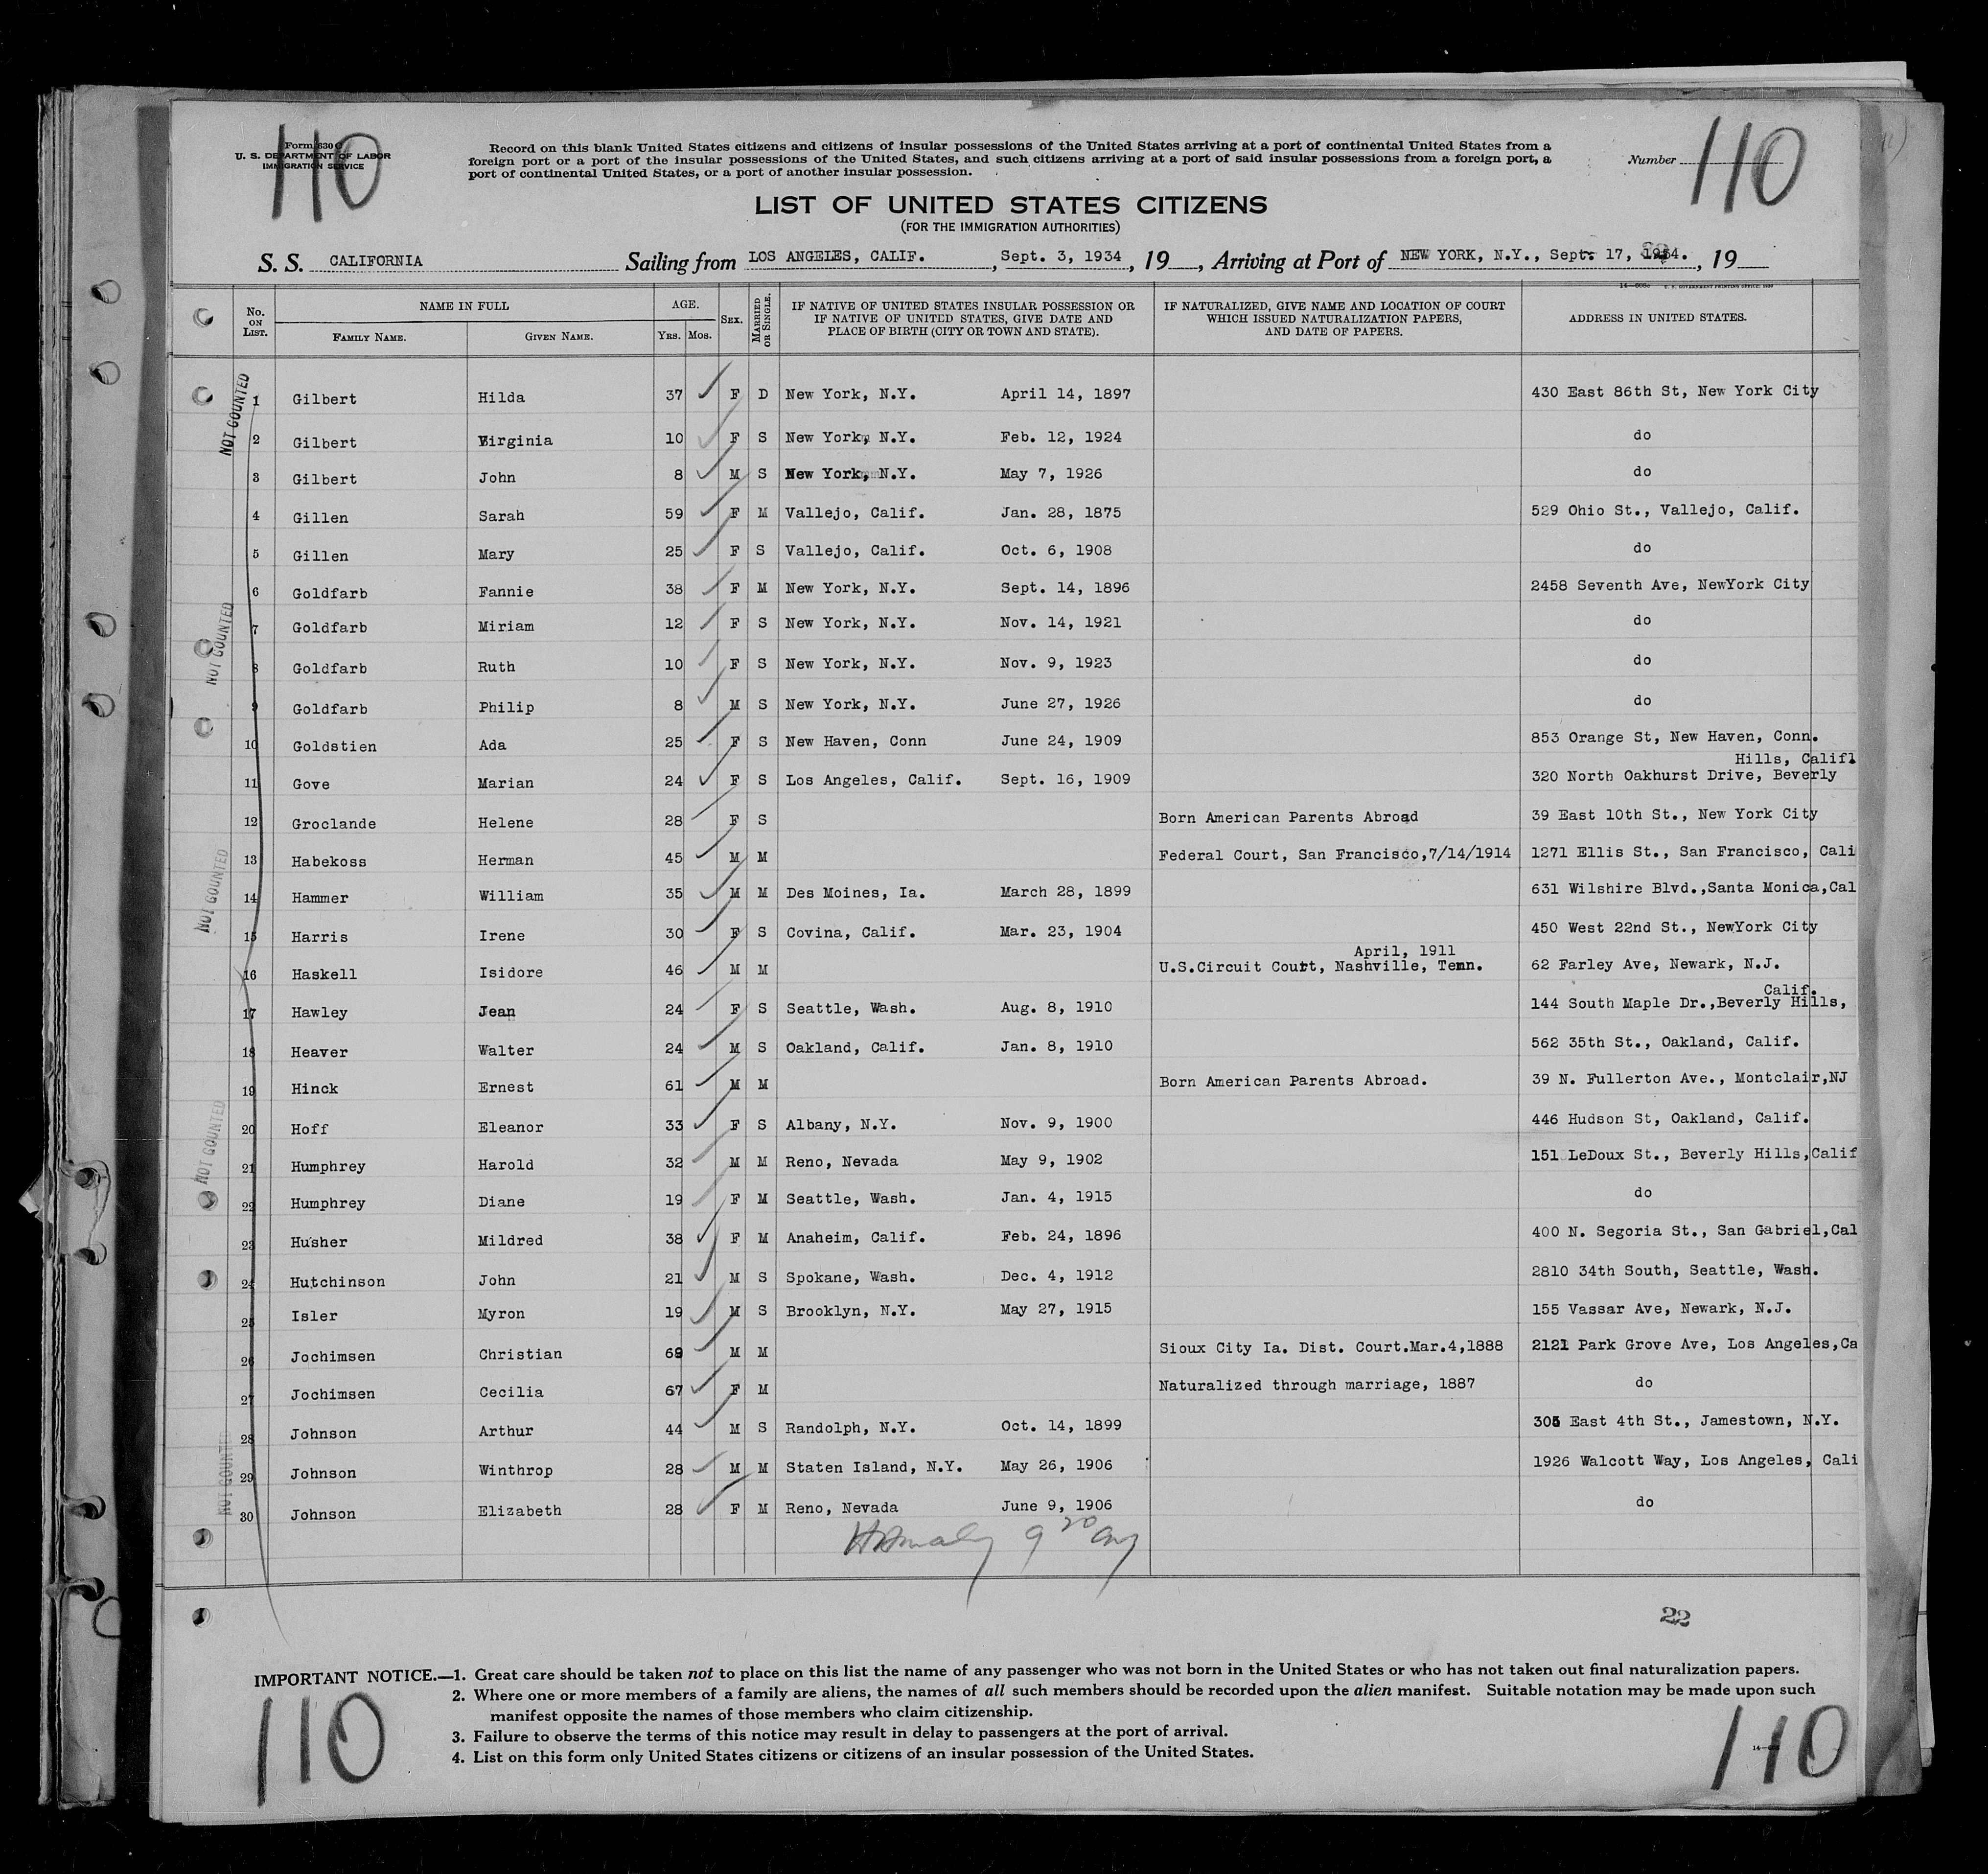 110
110
Form 630 C
U. S. DEPARTMENT OF LABOR
IMMIGRATION SERVICE
Record on this blank United States citizens and citizens of insular possessions of the United States arriving at a port of continental United States from a
foreign port or a port of the insular possessions of the United States, and such citizens arriving at a port of said insular possessions from a foreign port, a
port of continental United States, or a port of another insular possession.
Number
LIST OF UNITED STATES CITIZENS
(FOR THE IMMIGRATION AUTHORITIES)
S. S. CALIFORNIA Sailing from LOS ANGELES, CALIF. , Sept. 3, 1934 , 19 , Arriving at Port of NEW YORK, N.Y., Sept. 17, 1934. , 19
No. ON LIST. NAME IN FULL FAMILY NAME. GIVEN NAME. AGE. YRS. MOS. SEX. MARRIED OR SINGLE. IF NATIVE OF UNITED STATES INSULAR POSSESSION OR IF NATIVE OF UNITED STATES, GIVE DATE AND PLACE OF BIRTH (CITY OR TOWN AND STATE). IF NATURALIZED, GIVE NAME AND LOCATION OF COURT WHICH ISSUED NATURALIZATION PAPERS, AND DATE OF PAPERS. ADDRESS IN UNITED STATES.
NOT COUNTED
1 Gilbert Hilda 37 F D New York, N.Y. April 14, 1897 430 East 86th St, New York City
2 Gilbert Virginia 10 F S New York, N.Y. Feb. 12, 1924 do
3 Gilbert John 8 M S New York, N.Y. May 7, 1926 do
4 Gillen Sarah 59 F M Vallejo, Calif. Jan. 28, 1875 529 Ohio St., Vallejo, Calif.
5 Gillen Mary 25 F S Vallejo, Calif. Oct. 6, 1908 do
6 Goldfarb Fannie 38 F M New York, N.Y. Sept. 14, 1896 2458 Seventh Ave, NewYork City
NOT COUNTED
7 Goldfarb Miriam 12 F S New York, N.Y. Nov. 14, 1921 do
8 Goldfarb Ruth 10 F S New York, N.Y. Nov. 9, 1923 do
9 Goldfarb Philip 8 M S New York, N.Y. June 27, 1926 do
10 Goldstien Ada 25 F S New Haven, Conn June 24, 1909 853 Orange St, New Haven, Conn.
Hills, Calif.
11 Gove Marian 24 F S Los Angeles, Calif. Sept. 16, 1909 320 North Oakhurst Drive, Beverly
12 Groclande Helene 28 F S Born American Parents Abroad 39 East 10th St., New York City
13 Habekoss Herman 45 M M Federal Court, San Francisco,7/14/1914 1271 Ellis St., San Francisco, Cali
NOT COUNTED
14 Hammer William 35 M M Des Moines, Ia. March 28, 1899 631 Wilshire Blvd.,Santa Monica,Cal
15 Harris Irene 30 F S Covina, Calif. Mar. 23, 1904 450 West 22nd St., NewYork City
April, 1911
16 Haskell Isidore 46 M M U.S.Circuit Court, Nashville, Tenn. 62 Farley Ave, Newark, N.J.
Calif.
17 Hawley Jean 24 F S Seattle, Wash. Aug. 8, 1910 144 South Maple Dr.,Beverly Hills,
18 Heaver Walter 24 M S Oakland, Calif. Jan. 8, 1910 562 35th St., Oakland, Calif.
19 Hinck Ernest 61 M M Born American Parents Abroad. 39 N. Fullerton Ave., Montclair,NJ
NOT COUNTED
20 Hoff Eleanor 33 F S Albany, N.Y. Nov. 9, 1900 446 Hudson St, Oakland, Calif.
21 Humphrey Harold 32 M M Reno, Nevada May 9, 1902 151 LeDoux St., Beverly Hills,Calif
22 Humphrey Diane 19 F M Seattle, Wash. Jan. 4, 1915 do
23 Husher Mildred 38 F M Anaheim, Calif. Feb. 24, 1896 400 N. Segoria St., San Gabriel,Cal
24 Hutchinson John 21 M S Spokane, Wash. Dec. 4, 1912 2810 34th South, Seattle, Wash.
25 Isler Myron 19 M S Brooklyn, N.Y. May 27, 1915 155 Vassar Ave, Newark, N.J.
26 Jochimsen Christian 69 M M Sioux City Ia. Dist. Court.Mar.4,1888 2121 Park Grove Ave, Los Angeles,Ca
27 Jochimsen Cecilia 67 F M Naturalized through marriage, 1887 do
28 Johnson Arthur 44 M S Randolph, N.Y. Oct. 14, 1899 305 East 4th St., Jamestown, N.Y.
NOT COUNTED
29 Johnson Winthrop 28 M M Staten Island, N.Y. May 26, 1906 1926 Walcott Way, Los Angeles, Cali
30 Johnson Elizabeth 28 F M Reno, Nevada June 9, 1906 do
22
IMPORTANT NOTICE.—1. Great care should be taken not to place on this list the name of any passenger who was not born in the United States or who has not taken out final naturalization papers.
2. Where one or more members of a family are aliens, the names of all such members should be recorded upon the alien manifest. Suitable notation may be made upon such
manifest opposite the names of those members who claim citizenship.
3. Failure to observe the terms of this notice may result in delay to passengers at the port of arrival.
4. List on this form only United States citizens or citizens of an insular possession of the United States.
110
110